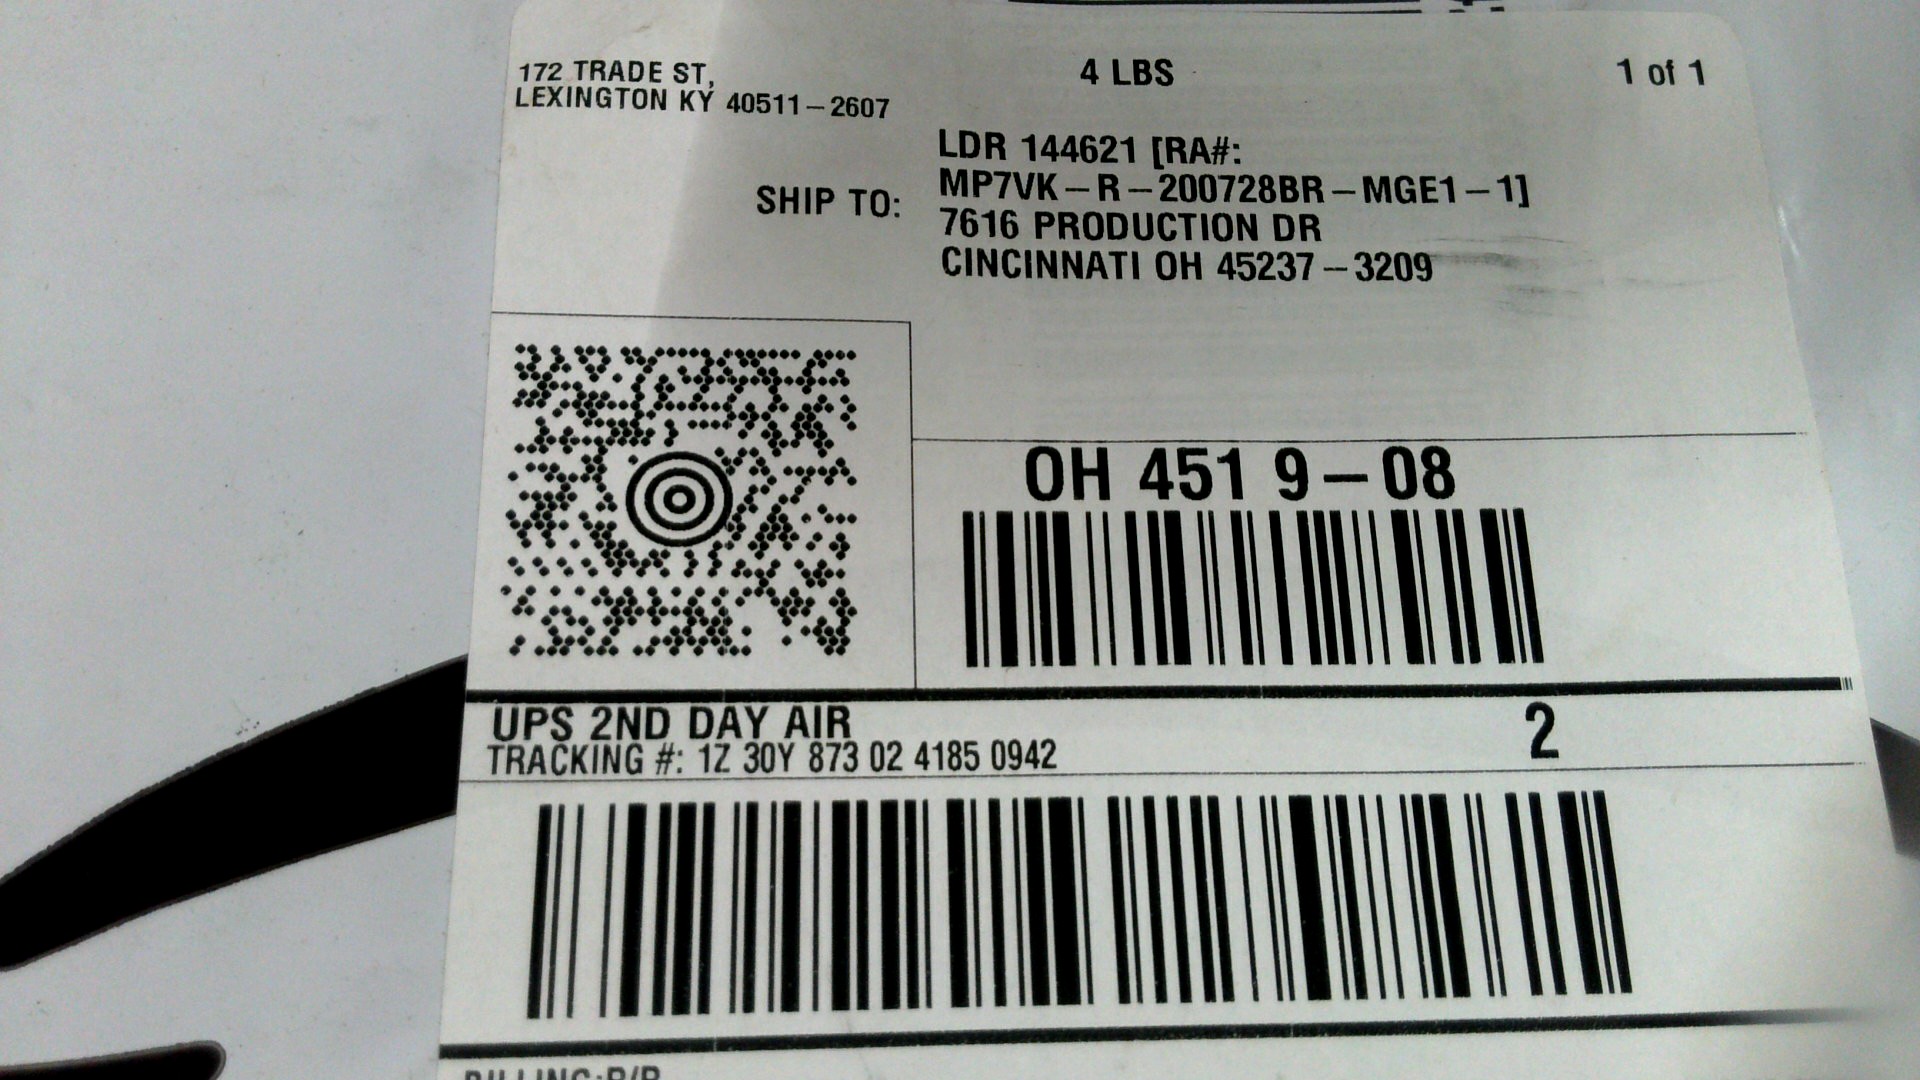 172 TRADE ST,
LEXINGTON KY 40511-2607
4 LBS
1 of 1
SHIP TO:
LDR 144621 [RA#:
MP7VK-R-200728BR-MGE1-1]
7616 PRODUCTION DR
CINCINNATI OH 45237-3209
OH 451 9-08
UPS 2ND DAY AIR
TRACKING #: 1Z 30Y 873 02 4185 0942
2
BILLING:P/P